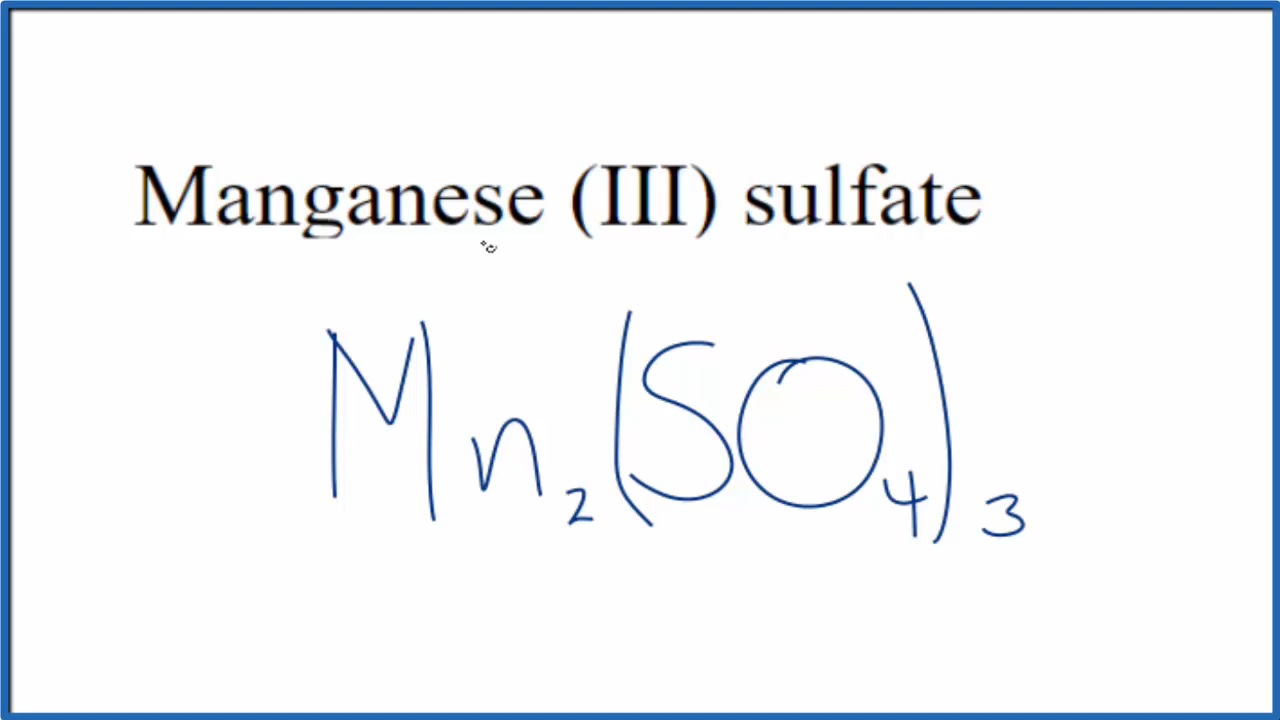 Manganese (III) sulfate
Mn₂(SO₄)₃